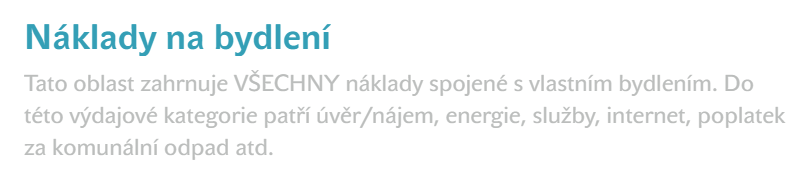 Náklady na bydlení
Tato oblast zahrnuje VŠECHNY náklady spojené s vlastním bydlením. Do
této výdajové kategorie patří úvěr/nájem, energie, služby, internet, poplatek
za komunální odpad atd.